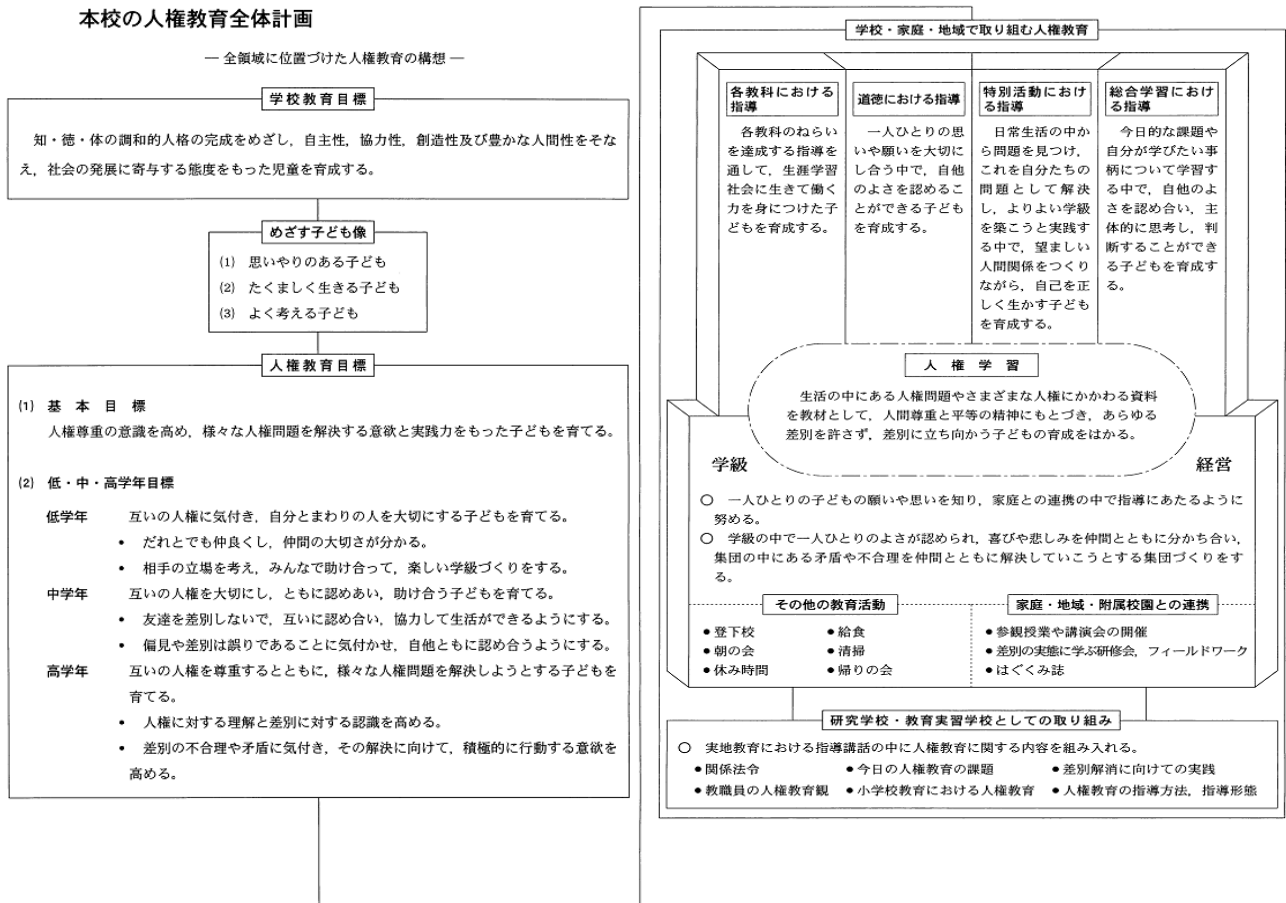 本校の人権教育全体計画
― 全領域に位置づけた人権教育の構想 ―
学校教育目標
知・徳・体の調和的人格の完成をめざし，自主性，協力性，創造性及び豊かな人間性をそな
え，社会の発展に寄与する態度をもった児童を育成する。
めざす子ども像
(1) 思いやりのある子ども
(2) たくましく生きる子ども
(3) よく考える子ども
人権教育目標
(1) 基　本　目　標
人権尊重の意識を高め，様々な人権問題を解決する意欲と実践力をもった子どもを育てる。
(2) 低・中・高学年目標
低学年　互いの人権に気付き，自分とまわりの人を大切にする子どもを育てる。
・ だれとでも仲良くし，仲間の大切さが分かる。
・ 相手の立場を考え，みんなで助け合って，楽しい学級づくりをする。
中学年　互いの人権を大切にし，ともに認めあい，助け合う子どもを育てる。
・ 友達を差別しないで，互いに認め合い，協力して生活ができるようにする。
・ 偏見や差別は誤りであることに気付かせ，自他ともに認め合うようにする。
高学年　互いの人権を尊重するとともに，様々な人権問題を解決しようとする子どもを
育てる。
・ 人権に対する理解と差別に対する認識を高める。
・ 差別の不合理や矛盾に気付き，その解決に向けて，積極的に行動する意欲を
高める。
学校・家庭・地域で取り組む人権教育
各教科における
指導
各教科のねらい
を達成する指導を
通して，生涯学習
社会に生きて働く
力を身につけた子
どもを育成する。
道徳における指導
一人ひとりの思
いや願いを大切に
し合う中で，自他
のよさを認めるこ
とができる子ども
を育成する。
特別活動におけ
る指導
日常生活の中か
ら問題を見つけ，
これを自分たちの
問題として解決
し，よりよい学級
を築こうと実践す
る中で，望ましい
人間関係をつくり
ながら，自己を正
しく生かす子ども
を育成する。
総合学習におけ
る指導
今日的な課題や
自分が学びたい事
柄について学習す
る中で，自他のよ
さを認め合い，主
体的に思考し，判
断することができ
る子どもを育成す
る。
人　権　学　習
生活の中にある人権問題やさまざまな人権にかかわる資料
を教材として，人間尊重と平等の精神にもとづき，あらゆる
差別を許さず，差別に立ち向かう子どもの育成をはかる。
学級　経営
○ 一人ひとりの子どもの願いや思いを知り，家庭との連携の中で指導にあたるように
努める。
○ 学級の中で一人ひとりのよさが認められ，喜びや悲しみを仲間とともに分かち合い，
集団の中にある矛盾や不合理を仲間とともに解決していこうとする集団づくりをす
る。
その他の教育活動
●登下校　●給食
●朝の会　●清掃
●休み時間　●帰りの会
家庭・地域・附属校園との連携
●参観授業や講演会の開催
●差別の実態に学ぶ研修会，フィールドワーク
●はぐくみ誌
研究学校・教育実習学校としての取り組み
○ 実地教育における指導講話の中に人権教育に関する内容を組み入れる。
●関係法令　●今日の人権教育の課題　●差別解消に向けての実践
●教職員の人権教育観　●小学校教育における人権教育　●人権教育の指導方法，指導形態